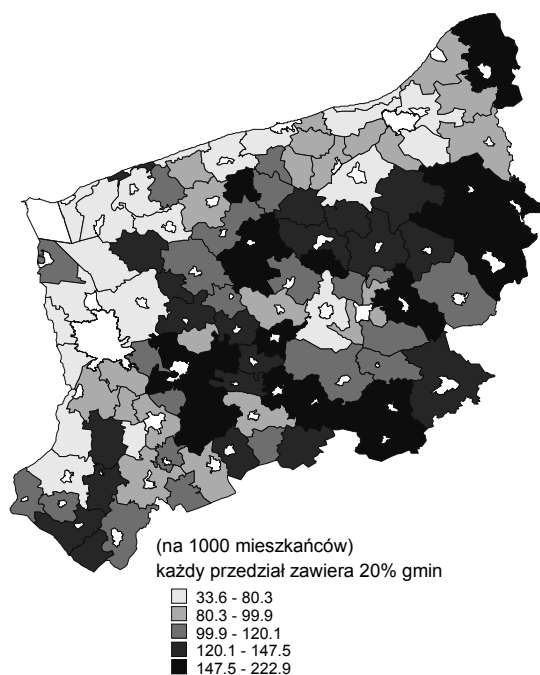 (na 1000 mieszkańców)
każdy przedział zawiera 20% gmin
33.6 - 80.3
80.3 - 99.9
99.9 - 120.1
120.1 - 147.5
147.5 - 222.9